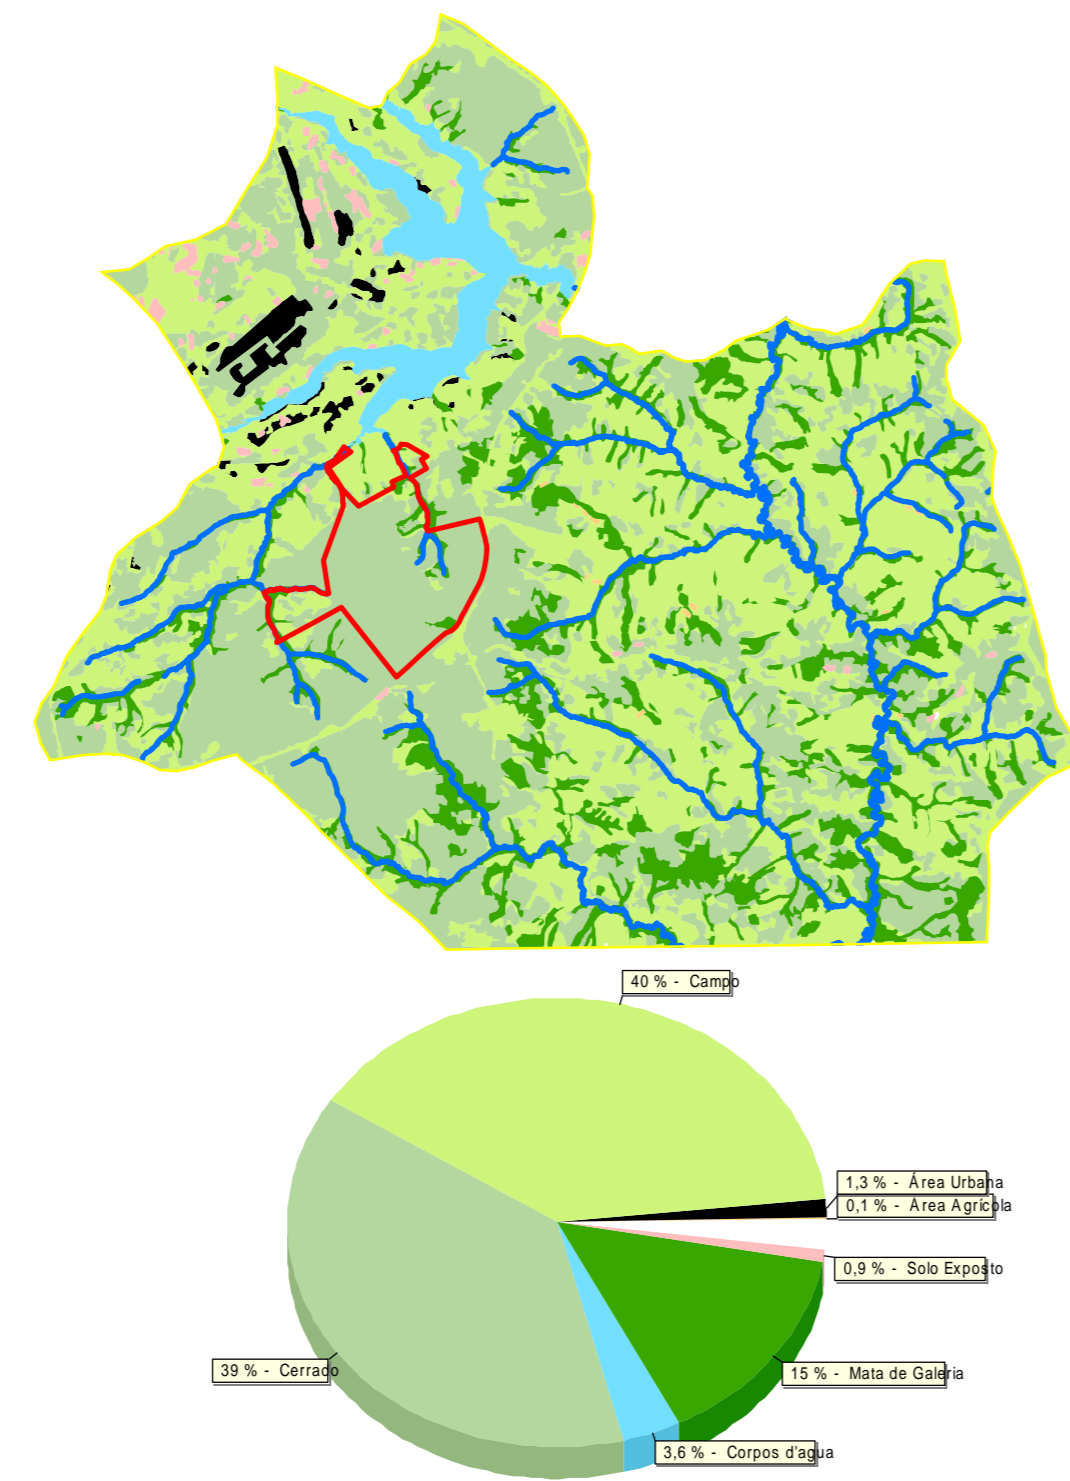 40 % - Campo
1,3 % - Área Urbana
0,1 % - Área Agrícola
0,9 % - Solo Exposto
39 % - Cerrado
15 % - Mata de Galeria
3,6 % - Corpos d'agua